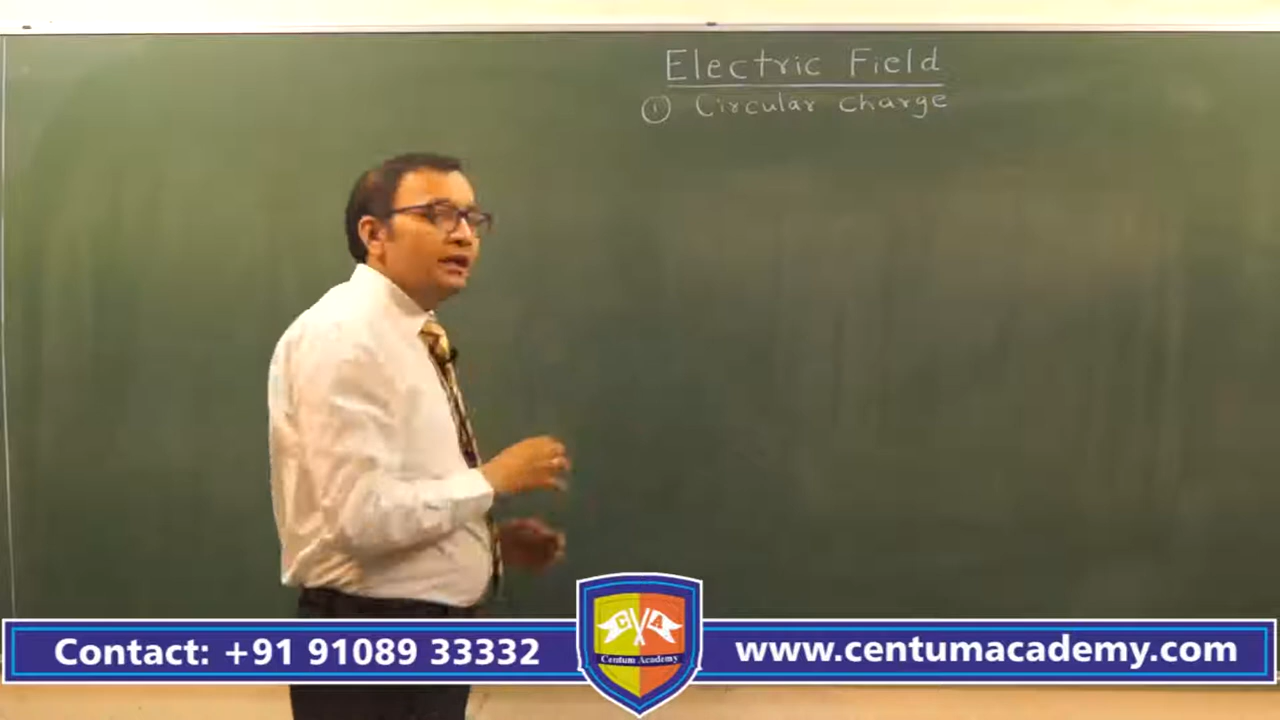 Electric Field
① Circular charge
Contact: +91 91089 33332
C A
Centum Academy
www.centumacademy.com